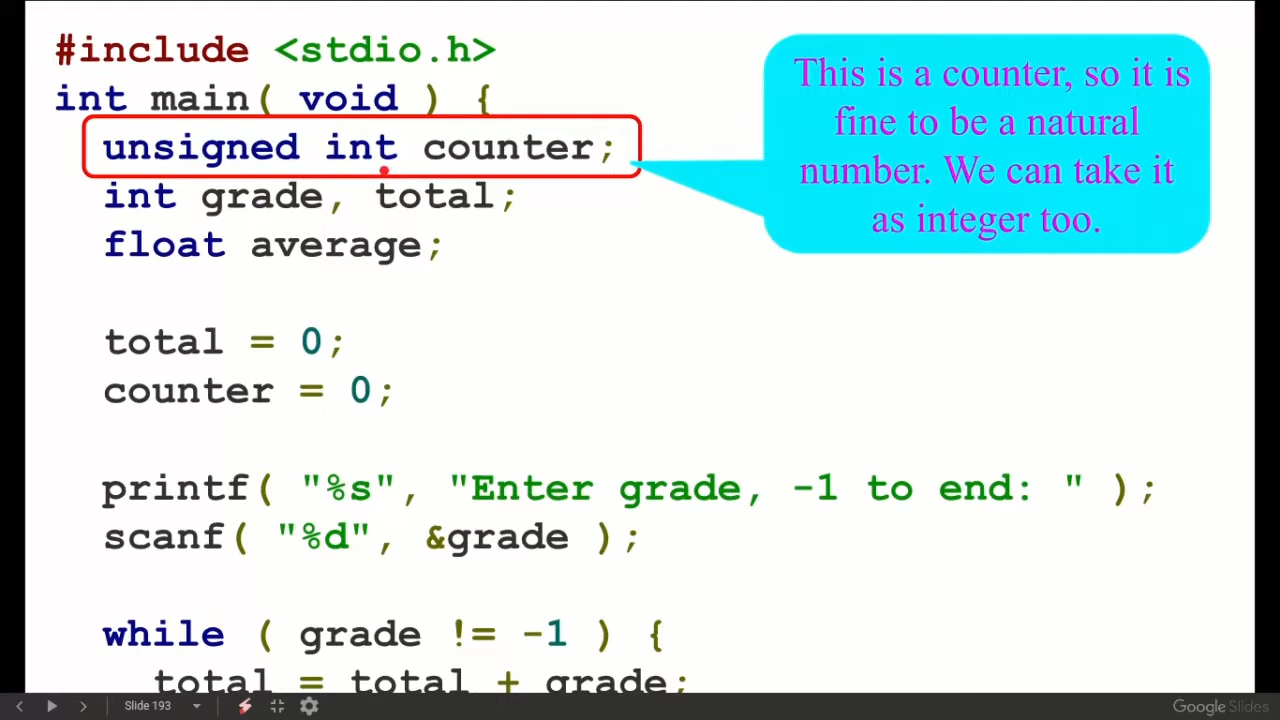 #include <stdio.h>
int main( void ) {
unsigned int counter;
int grade, total;
float average;
total = 0;
counter = 0;
printf( "%s", "Enter grade, -1 to end: " );
scanf( "%d", &grade );
while ( grade != -1 ) {
total = total + grade;
This is a counter, so it is
fine to be a natural
number. We can take it
as integer too.
Slide 193
Google Slides